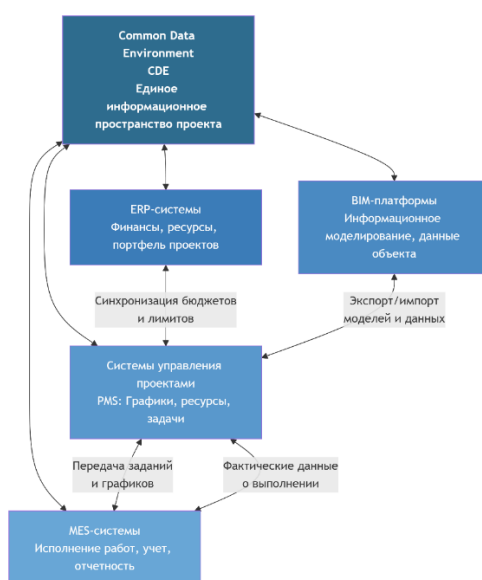 Common Data
Environment
CDE
Единое
информационное
пространство проекта
ERP-системы
Финансы, ресурсы,
портфель проектов
BIM-платформы
Информационное
моделирование, данные
объекта
Синхронизация бюджетов
и лимитов
Экспорт/импорт
моделей и данных
Системы управления
проектами
PMS: Графики, ресурсы,
задачи
Передача заданий
и графиков
Фактические данные
о выполнении
MES-системы
Исполнение работ, учет,
отчетность